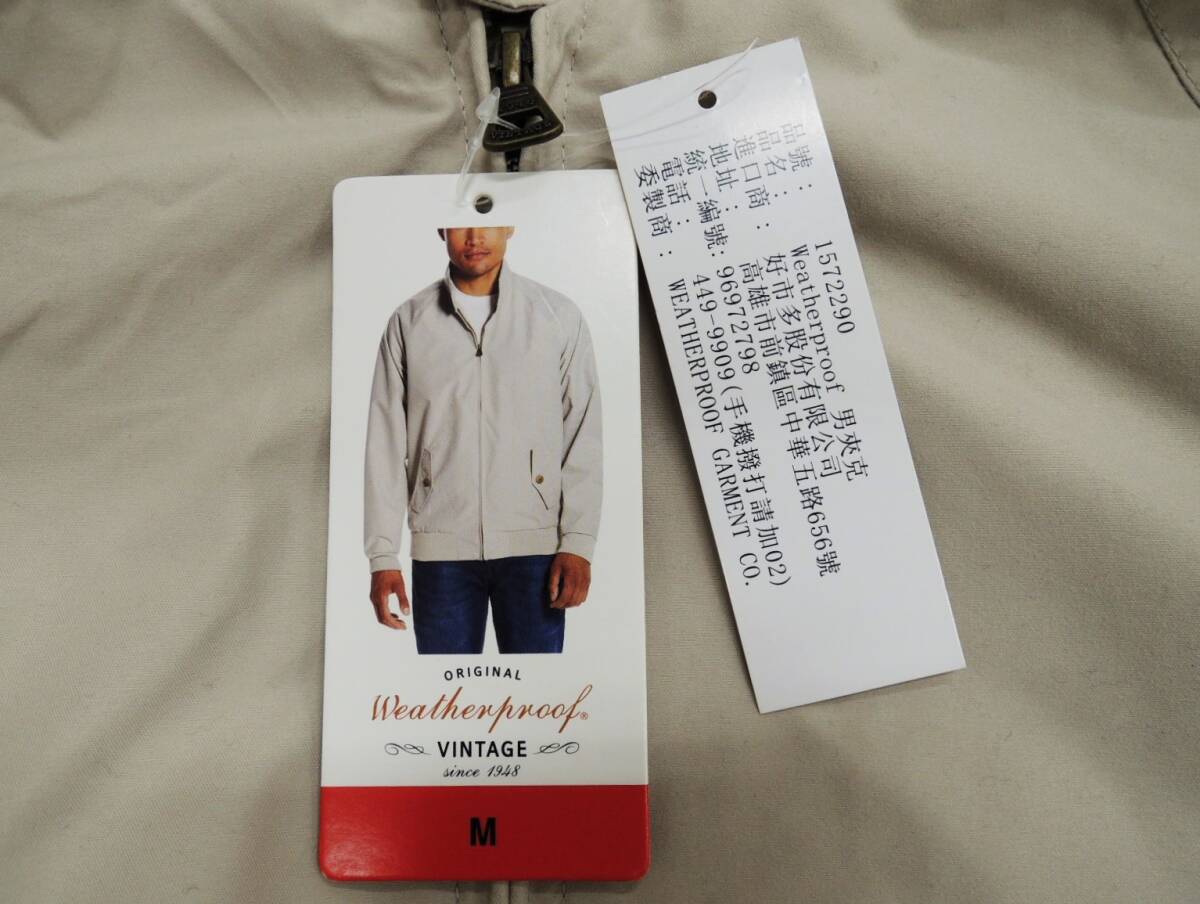 ORIGINAL
Weatherproof®
VINTAGE
since 1948
M
品號： 1572290
品名： Weatherproof 男夾克
進口商： 好市多股份有限公司
地址： 高雄市前鎮區中華五路656號
統一編號： 96972798
電話： 449-9909(手機撥打請加02)
委製商： WEATHERPROOF GARMENT CO.